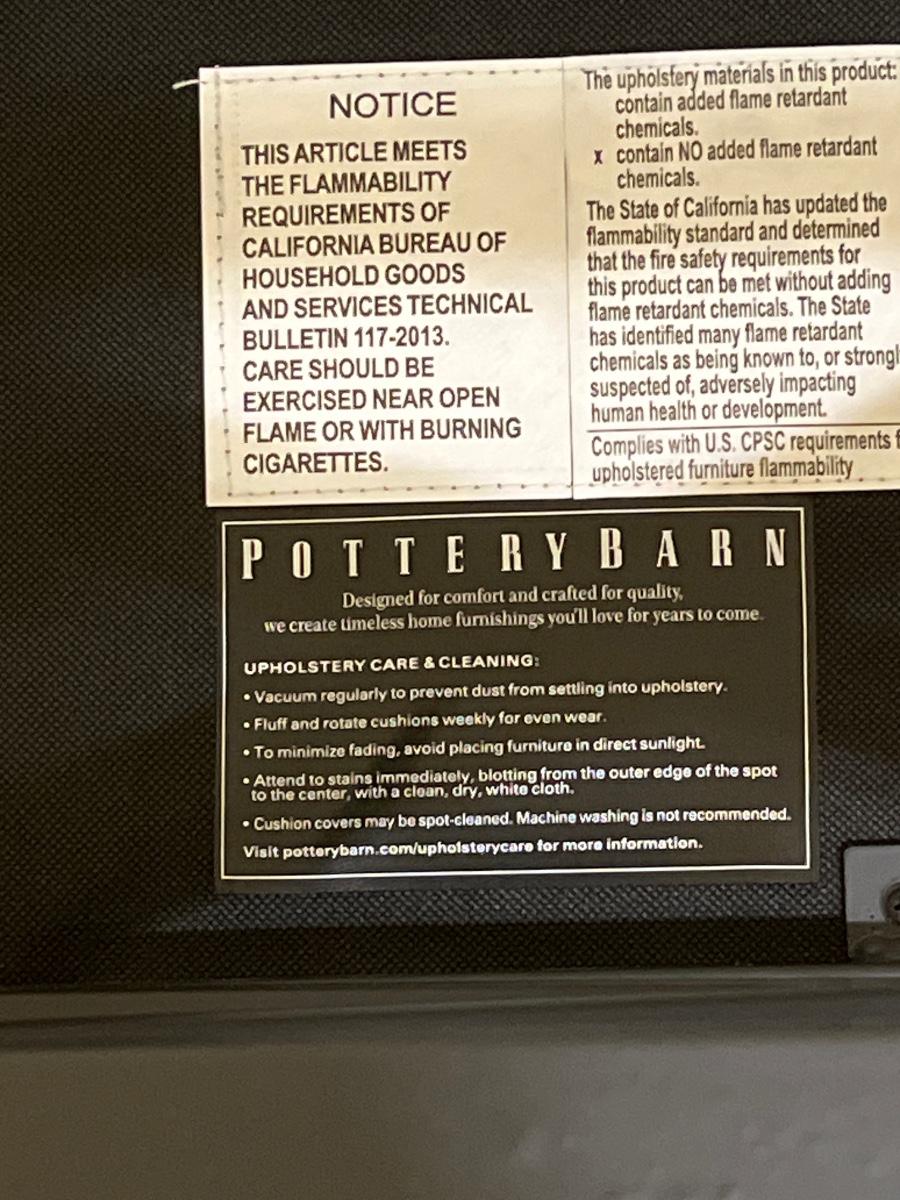 NOTICE
THIS ARTICLE MEETS
THE FLAMMABILITY
REQUIREMENTS OF
CALIFORNIA BUREAU OF
HOUSEHOLD GOODS
AND SERVICES TECHNICAL
BULLETIN 117-2013.
CARE SHOULD BE
EXERCISED NEAR OPEN
FLAME OR WITH BURNING
CIGARETTES.
The upholstery materials in this product:
contain added flame retardant
chemicals.
x contain NO added flame retardant
chemicals.
The State of California has updated the
flammability standard and determined
that the fire safety requirements for
this product can be met without adding
flame retardant chemicals. The State
has identified many flame retardant
chemicals as being known to, or strongl
suspected of, adversely impacting
human health or development.
Complies with U.S. CPSC requirements f
upholstered furniture flammability
POTTERYBARN
Designed for comfort and crafted for quality,
we create timeless home furnishings you'll love for years to come.
UPHOLSTERY CARE & CLEANING:
• Vacuum regularly to prevent dust from settling into upholstery.
• Fluff and rotate cushions weekly for even wear.
• To minimize fading, avoid placing furniture in direct sunlight.
• Attend to stains immediately, blotting from the outer edge of the spot
to the center, with a clean, dry, white cloth.
• Cushion covers may be spot-cleaned. Machine washing is not recommended.
Visit potterybarn.com/upholsterycare for more information.